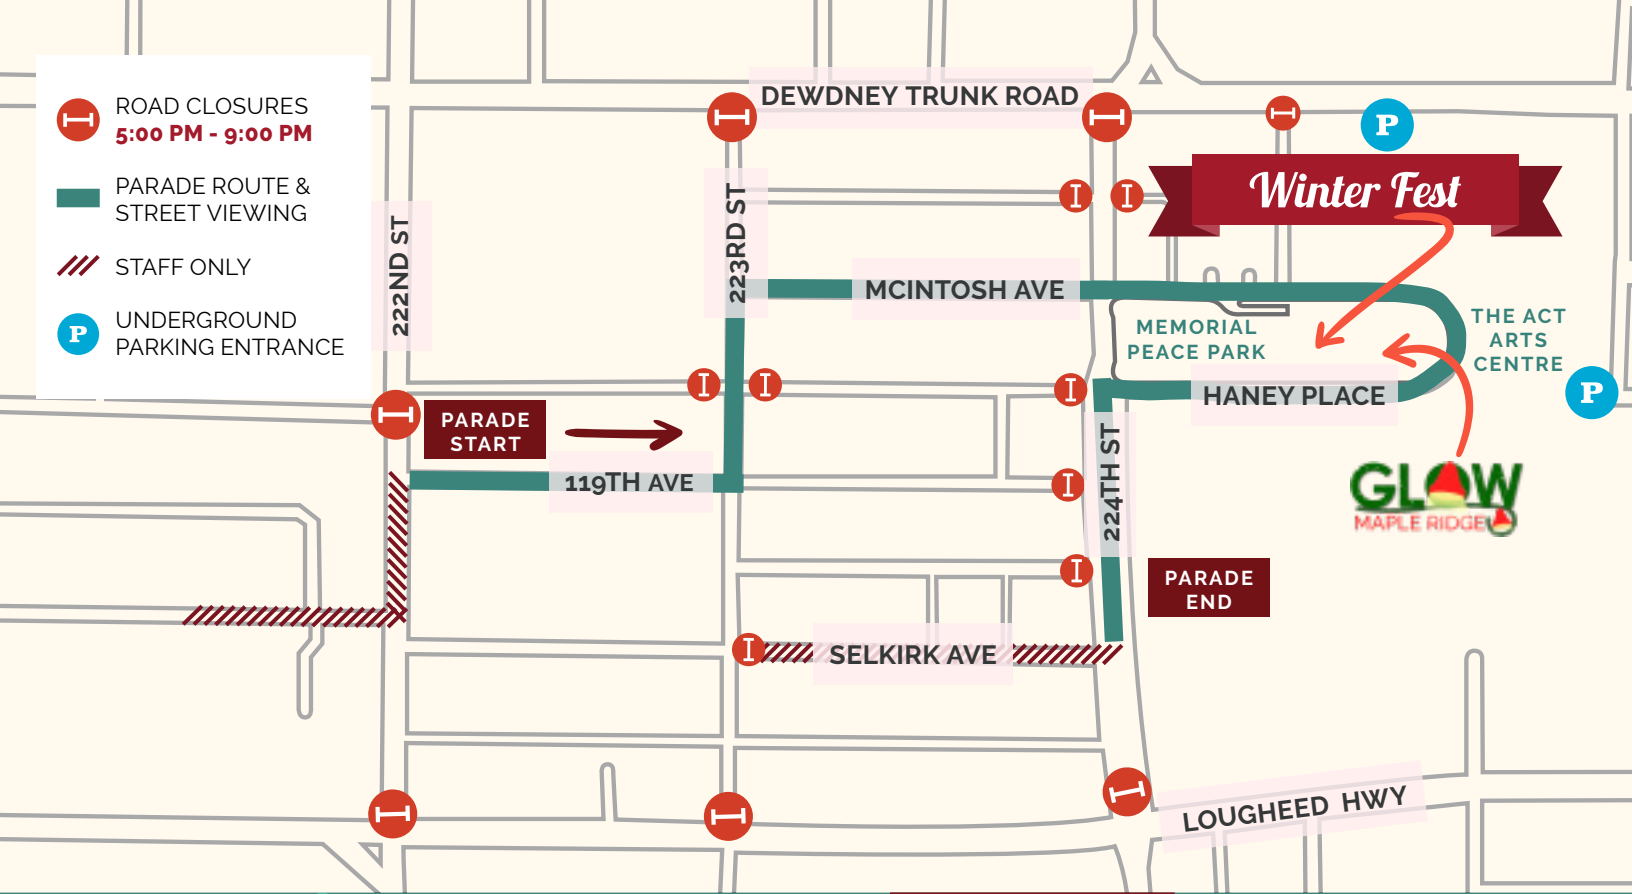 ROAD CLOSURES
5:00 PM - 9:00 PM
PARADE ROUTE &
STREET VIEWING
STAFF ONLY
P
UNDERGROUND
PARKING ENTRANCE
DEWDNEY TRUNK ROAD
P
Winter Fest
222ND ST
223RD ST
MCINTOSH AVE
MEMORIAL
PEACE PARK
THE ACT
ARTS
CENTRE
HANEY PLACE
P
PARADE
START
119TH AVE
224TH ST
GLOW
MAPLE RIDGE
PARADE
END
SELKIRK AVE
LOUGHEED HWY